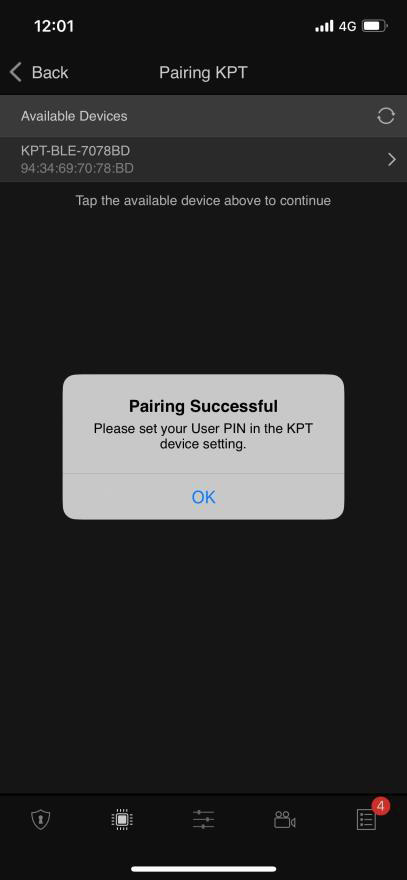 12:01
4G
Back
Pairing KPT
Available Devices
KPT-BLE-7078BD
94:34:69:70:78:BD
Tap the available device above to continue
Pairing Successful
Please set your User PIN in the KPT
device setting.
OK
4